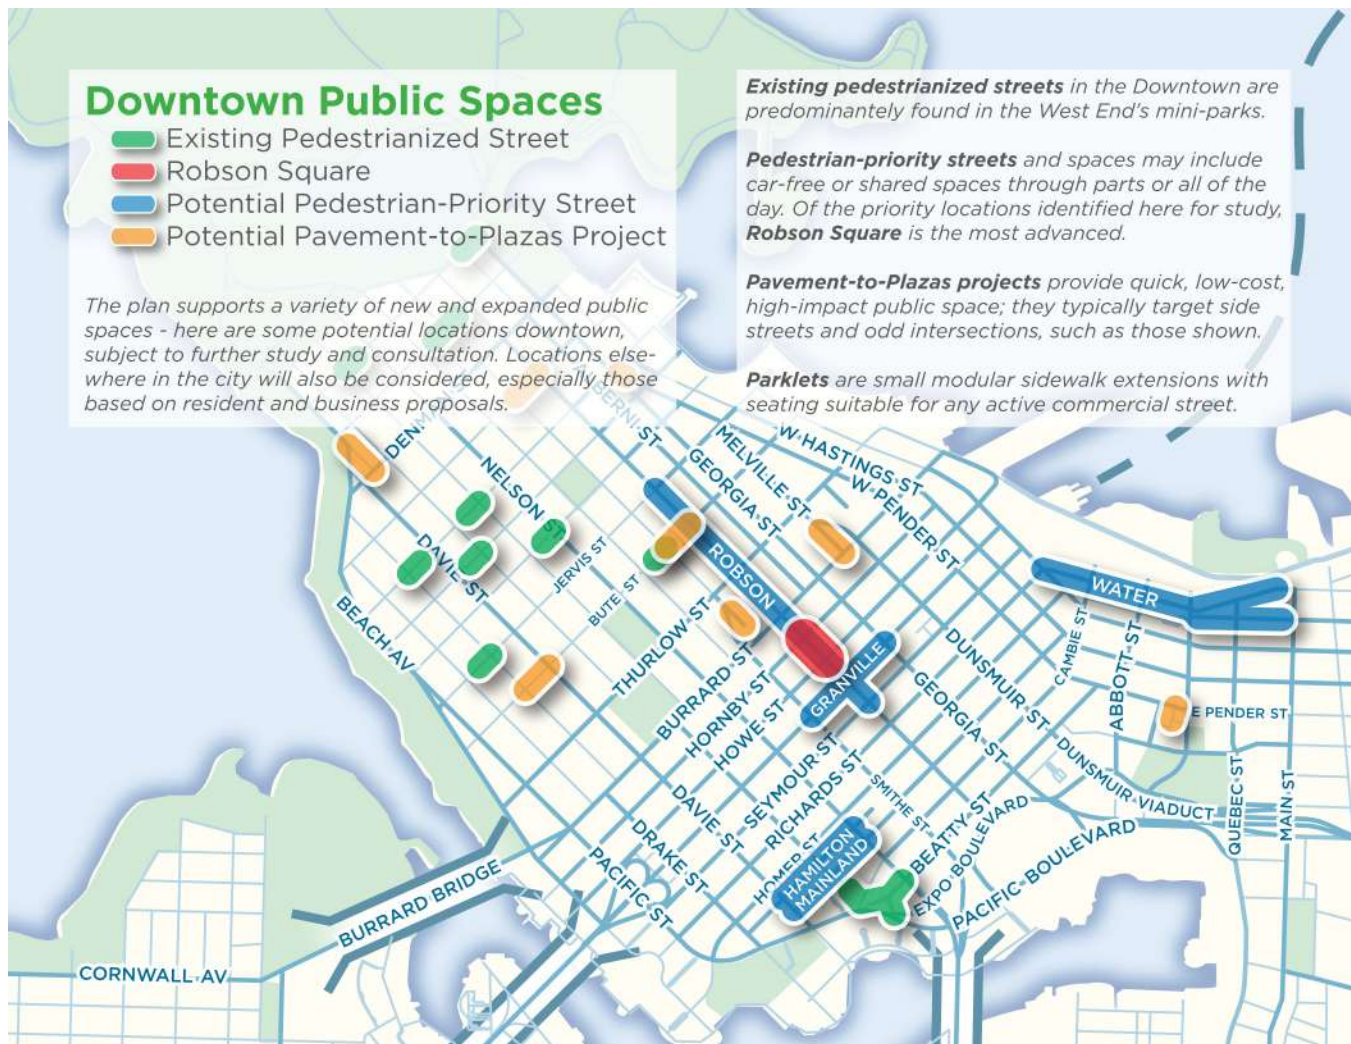 Downtown Public Spaces
Existing Pedestrianized Street
Robson Square
Potential Pedestrian-Priority Street
Potential Pavement-to-Plazas Project
The plan supports a variety of new and expanded public
spaces - here are some potential locations downtown,
subject to further study and consultation. Locations else-
where in the city will also be considered, especially those
based on resident and business proposals.
Existing pedestrianized streets in the Downtown are
predominantely found in the West End's mini-parks.
Pedestrian-priority streets and spaces may include
car-free or shared spaces through parts or all of the
day. Of the priority locations identified here for study,
Robson Square is the most advanced.
Pavement-to-Plazas projects provide quick, low-cost,
high-impact public space; they typically target side
streets and odd intersections, such as those shown.
Parklets are small modular sidewalk extensions with
seating suitable for any active commercial street.
DENMAN ST
ALBERNI ST
NELSON ST
GEORGIA ST
MELVILLE ST
W HASTINGS ST
W PENDER ST
DAVIE ST
JERVIS ST
BUTE ST
ROBSON
BEACH AV
THURLOW ST
BURRARD ST
HORNBY ST
HOWE ST
GRANVILLE
WATER
CAMBIE ST
ABBOTT ST
DUNSMUIR ST
GEORGIA ST
E PENDER ST
SEYMOUR ST
RICHARDS ST
SMITHE ST
DUNSMUIR VIADUCT
QUEBEC ST
MAIN ST
DAVIE ST
DRAKE ST
PACIFIC ST
HOMER ST
HAMILTON
MAINLAND
BEATTY ST
EXPO BOULEVARD
PACIFIC BOULEVARD
BURRARD BRIDGE
CORNWALL AV